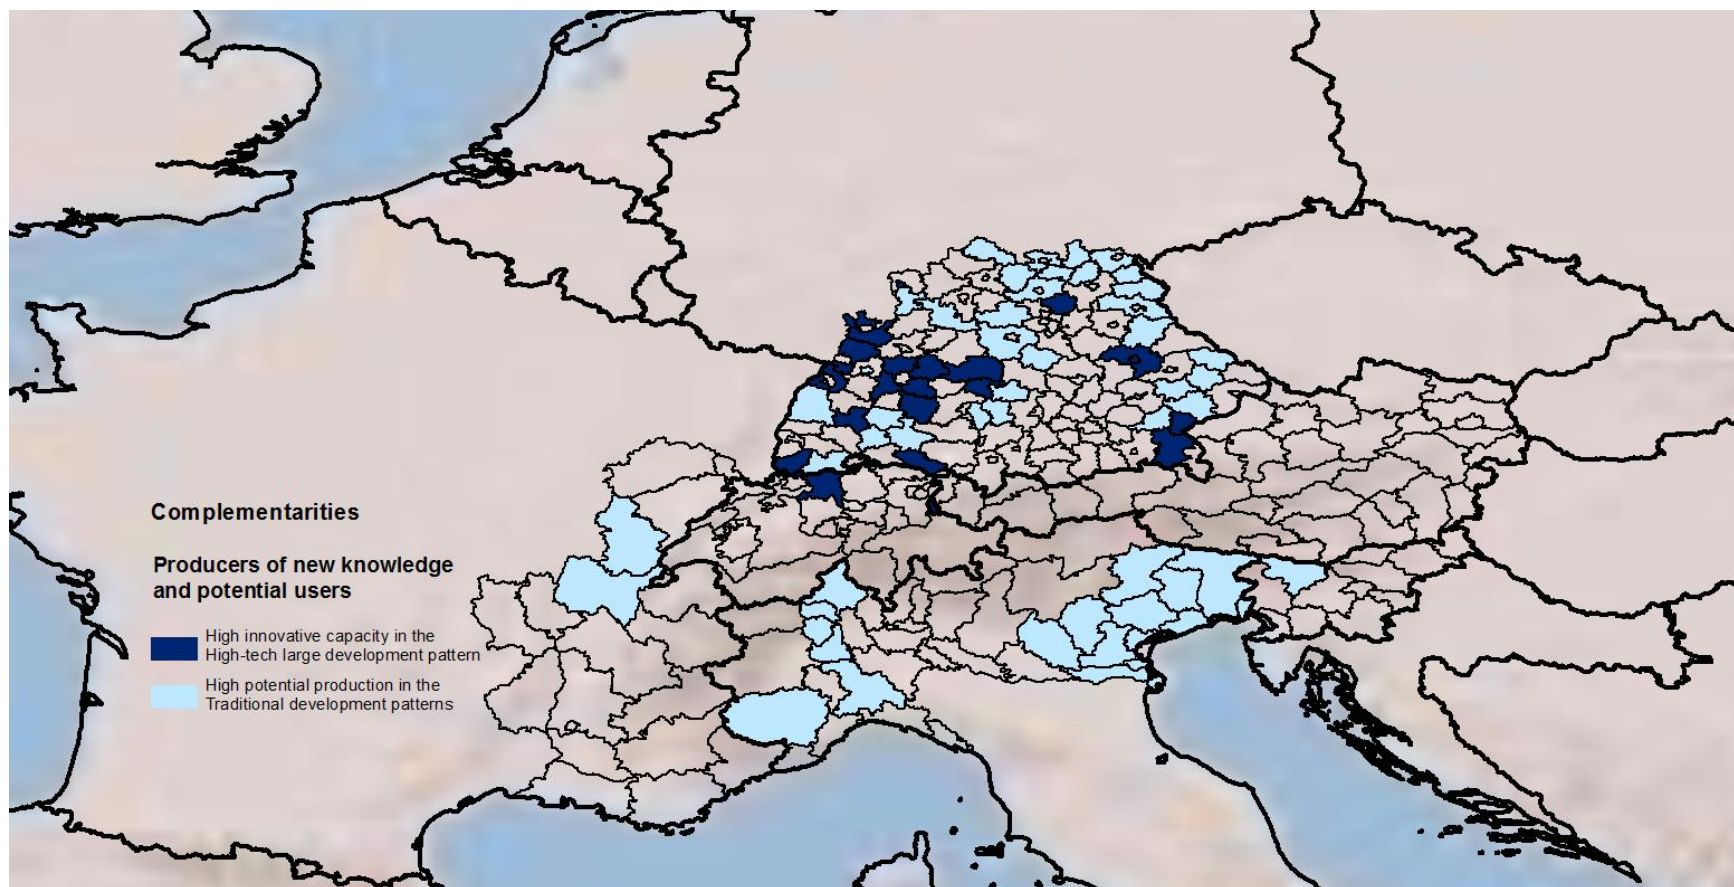 Complementarities
Producers of new knowledge
and potential users
High innovative capacity in the
High-tech large development pattern
High potential production in the
Traditional development patterns